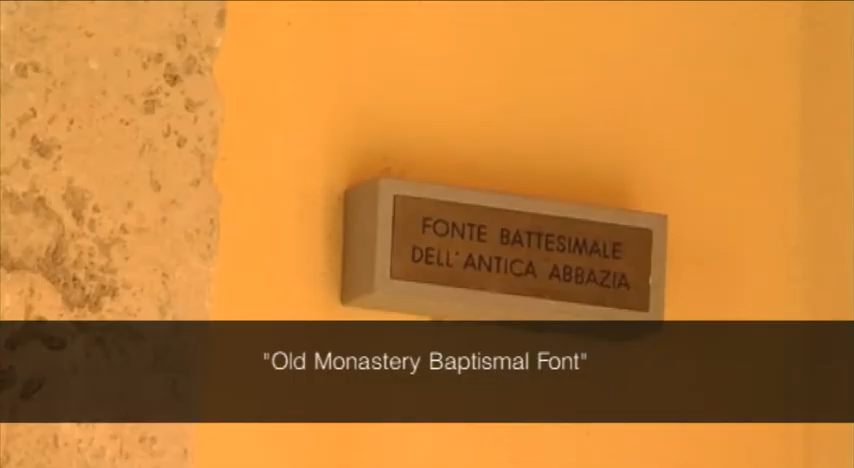 FONTE BATTESIMALE
DELL'ANTICA ABBAZIA
"Old Monastery Baptismal Font"